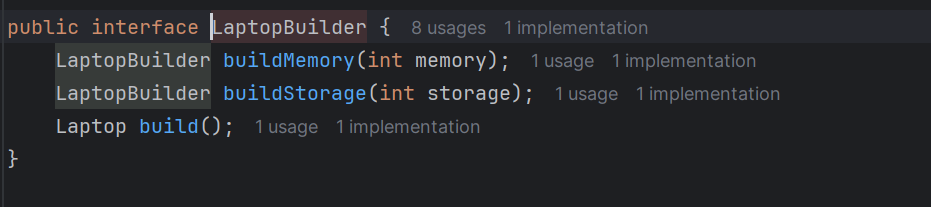 public interface LaptopBuilder { 8 usages 1 implementation
LaptopBuilder buildMemory(int memory); 1 usage 1 implementation
LaptopBuilder buildStorage(int storage); 1 usage 1 implementation
Laptop build(); 1 usage 1 implementation
}